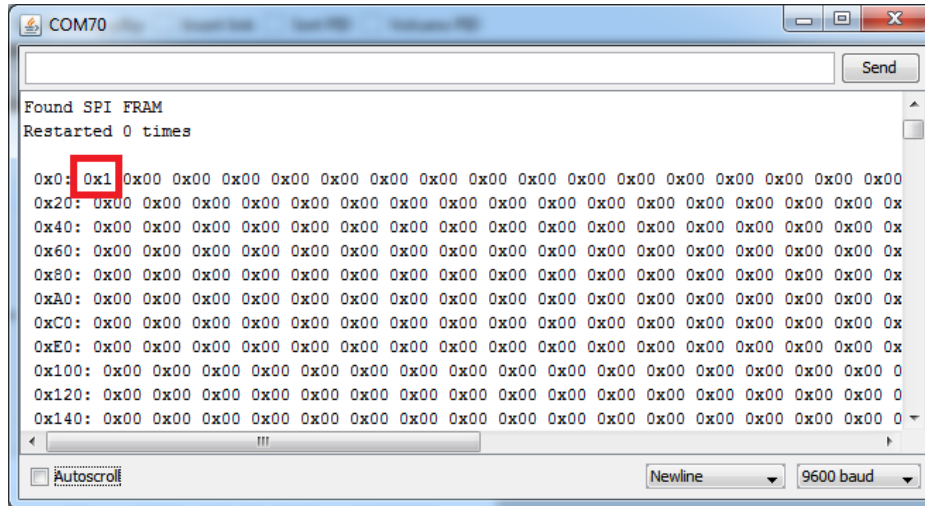 COM70
Send
Found SPI FRAM
Restarted 0 times
0x0: 0x1 0x00 0x00 0x00 0x00 0x00 0x00 0x00 0x00 0x00 0x00 0x00 0x00 0x00 0x00 0x00 0x00
0x20: 0x00 0x00 0x00 0x00 0x00 0x00 0x00 0x00 0x00 0x00 0x00 0x00 0x00 0x00 0x00 0x00 0x
0x40: 0x00 0x00 0x00 0x00 0x00 0x00 0x00 0x00 0x00 0x00 0x00 0x00 0x00 0x00 0x00 0x00 0x
0x60: 0x00 0x00 0x00 0x00 0x00 0x00 0x00 0x00 0x00 0x00 0x00 0x00 0x00 0x00 0x00 0x00 0x
0x80: 0x00 0x00 0x00 0x00 0x00 0x00 0x00 0x00 0x00 0x00 0x00 0x00 0x00 0x00 0x00 0x00 0x
0xA0: 0x00 0x00 0x00 0x00 0x00 0x00 0x00 0x00 0x00 0x00 0x00 0x00 0x00 0x00 0x00 0x00 0x
0xC0: 0x00 0x00 0x00 0x00 0x00 0x00 0x00 0x00 0x00 0x00 0x00 0x00 0x00 0x00 0x00 0x00 0x
0xE0: 0x00 0x00 0x00 0x00 0x00 0x00 0x00 0x00 0x00 0x00 0x00 0x00 0x00 0x00 0x00 0x00 0x
0x100: 0x00 0x00 0x00 0x00 0x00 0x00 0x00 0x00 0x00 0x00 0x00 0x00 0x00 0x00 0x00 0x00 0
0x120: 0x00 0x00 0x00 0x00 0x00 0x00 0x00 0x00 0x00 0x00 0x00 0x00 0x00 0x00 0x00 0x00 0
0x140: 0x00 0x00 0x00 0x00 0x00 0x00 0x00 0x00 0x00 0x00 0x00 0x00 0x00 0x00 0x00 0x00 0
Autoscroll Newline 9600 baud